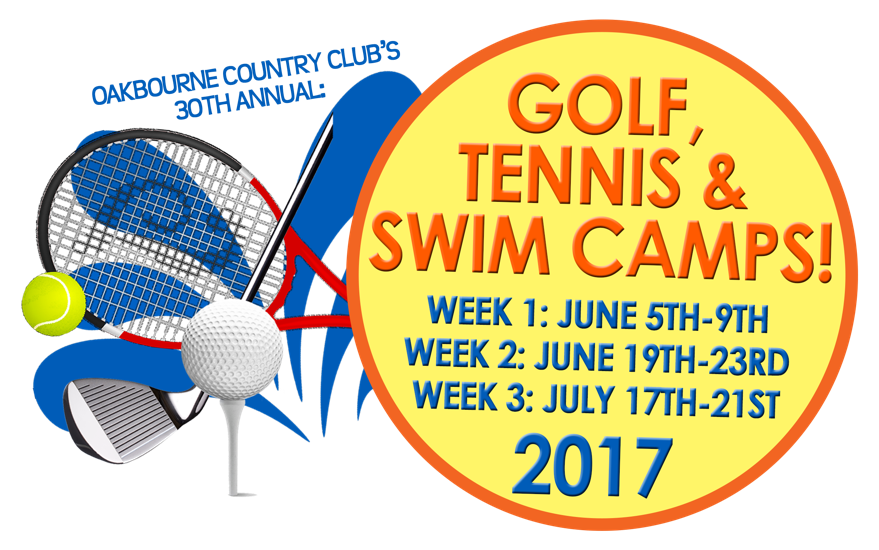 OAKBOURNE COUNTRY CLUB'S
30TH ANNUAL:
GOLF,
TENNIS &
SWIM CAMPS!
WEEK 1: JUNE 5TH-9TH
WEEK 2: JUNE 19TH-23RD
WEEK 3: JULY 17TH-21ST
2017